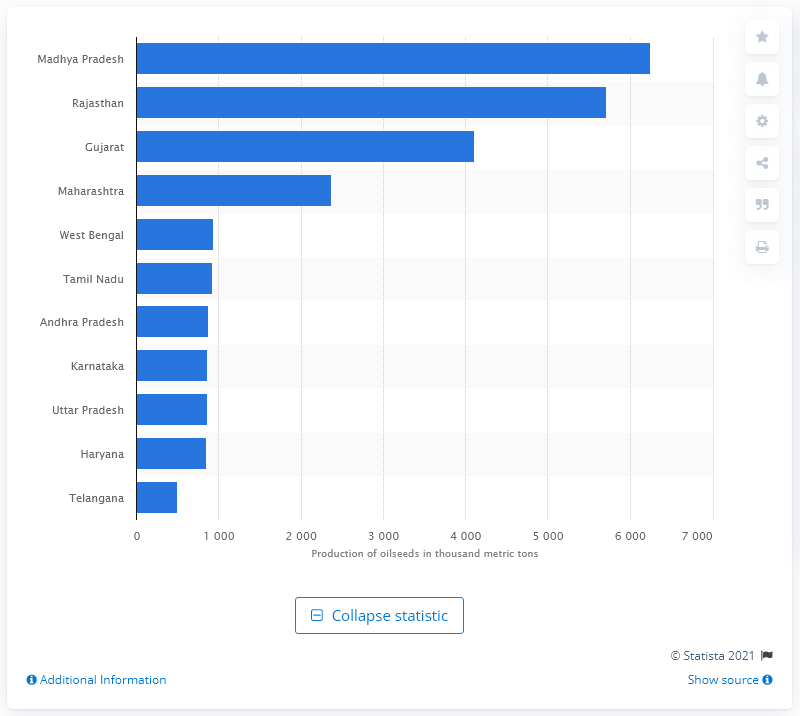 Madhya Pradesh
Rajasthan
Gujarat
Maharashtra
West Bengal
Tamil Nadu
Andhra Pradesh
Karnataka
Uttar Pradesh
Haryana
Telangana
0 1 000 2 000 3 000 4 000 5 000 6 000 7 000
Production of oilseeds in thousand metric tons
Collapse statistic
© Statista 2021
Additional Information Show source